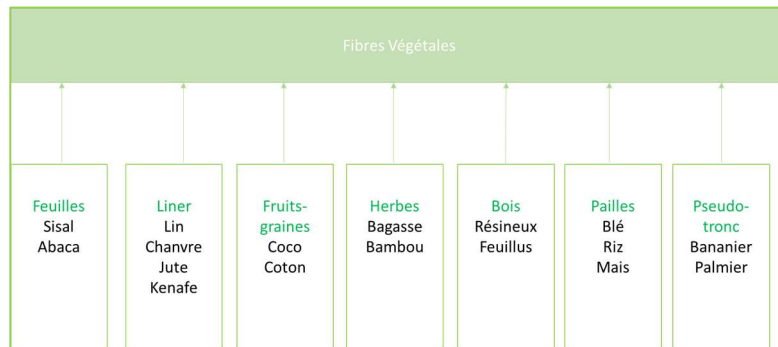 Fibres Végétales
Feuilles
Sisal
Abaca
Liner
Lin
Chanvre
Jute
Kenafe
Fruits-
graines
Coco
Coton
Herbes
Bagasse
Bambou
Bois
Résineux
Feuillus
Pailles
Blé
Riz
Mais
Pseudo-
tronc
Bananier
Palmier